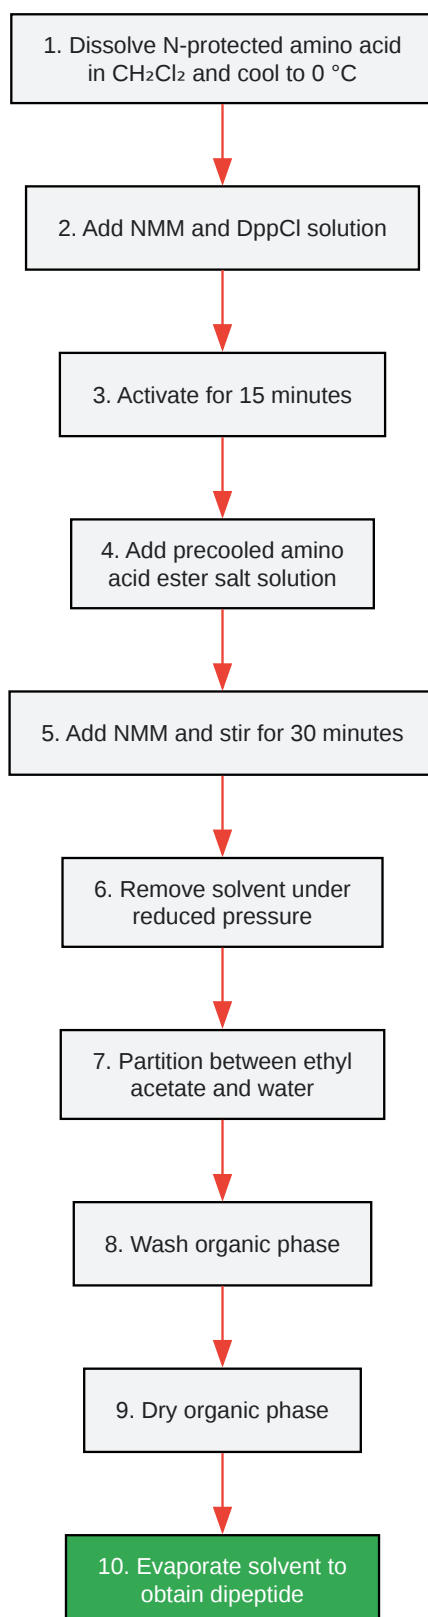 1. Dissolve N-protected amino acid
in CH₂Cl₂ and cool to 0 °C
2. Add NMM and DppCl solution
3. Activate for 15 minutes
4. Add precooled amino
acid ester salt solution
5. Add NMM and stir for 30 minutes
6. Remove solvent under
reduced pressure
7. Partition between ethyl
acetate and water
8. Wash organic phase
9. Dry organic phase
10. Evaporate solvent to
obtain dipeptide